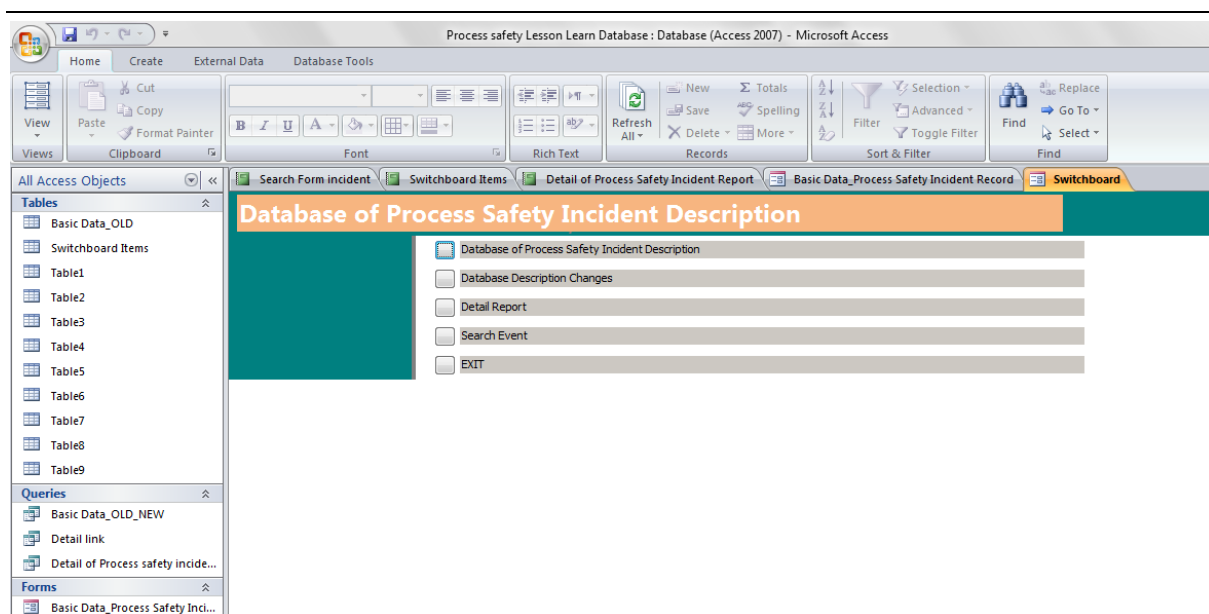 Process safety Lesson Learn Database : Database (Access 2007) - Microsoft Access
Home Create External Data Database Tools
View
Views
Paste
Cut
Copy
Format Painter
Clipboard
B I U A
Font
Rich Text
Refresh All
New
Save
Delete
Totals
Spelling
More
Records
Filter
Selection
Advanced
Toggle Filter
Sort & Filter
Find
Replace
Go To
Select
Find
All Access Objects
Search Form incident Switchboard Items Detail of Process Safety Incident Report Basic Data_Process Safety Incident Record Switchboard
Tables
Basic Data_OLD
Switchboard Items
Table1
Table2
Table3
Table4
Table5
Table6
Table7
Table8
Table9
Queries
Basic Data_OLD_NEW
Detail link
Detail of Process safety incide...
Forms
Basic Data_Process Safety Inci...
Database of Process Safety Incident Description
Database of Process Safety Incident Description
Database Description Changes
Detail Report
Search Event
EXIT